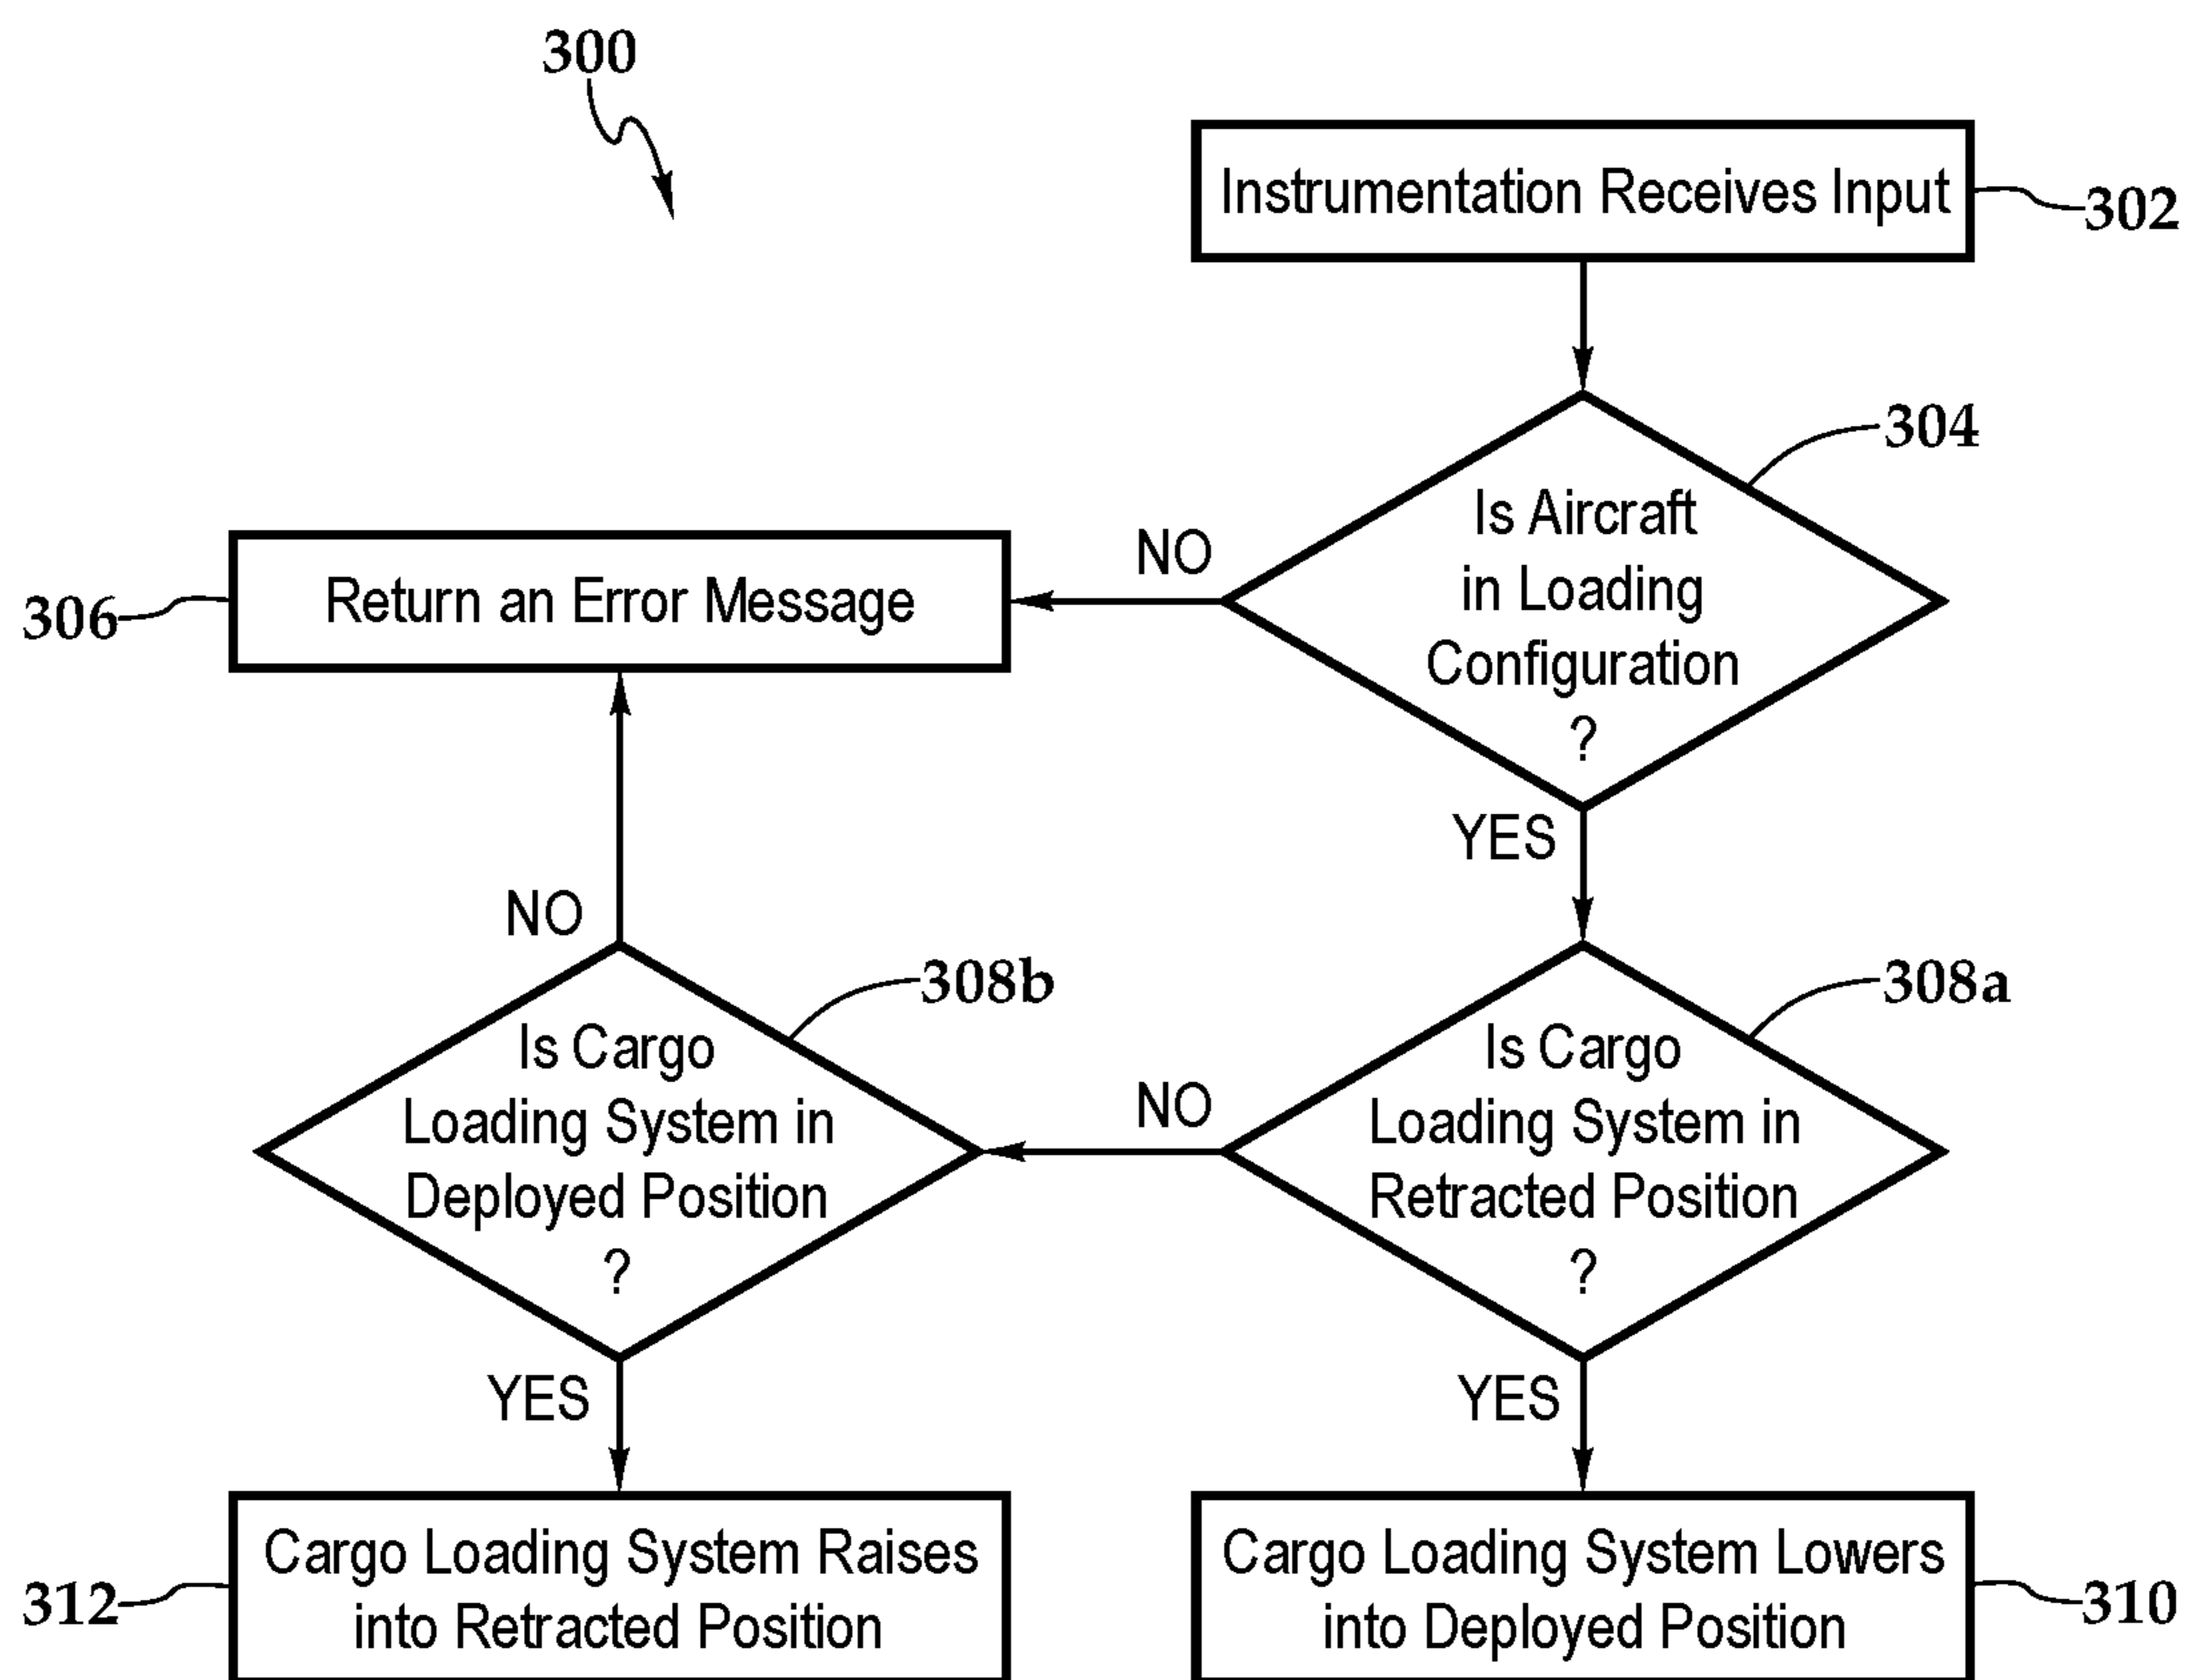 300
Instrumentation Receives Input
302
304
Is Aircraft
in Loading
Configuration
?
NO
Return an Error Message
306
YES
NO
308b
308a
Is Cargo
Loading System in
Deployed Position
?
NO
Is Cargo
Loading System in
Retracted Position
?
YES
YES
Cargo Loading System Raises
into Retracted Position
312
Cargo Loading System Lowers
into Deployed Position
310